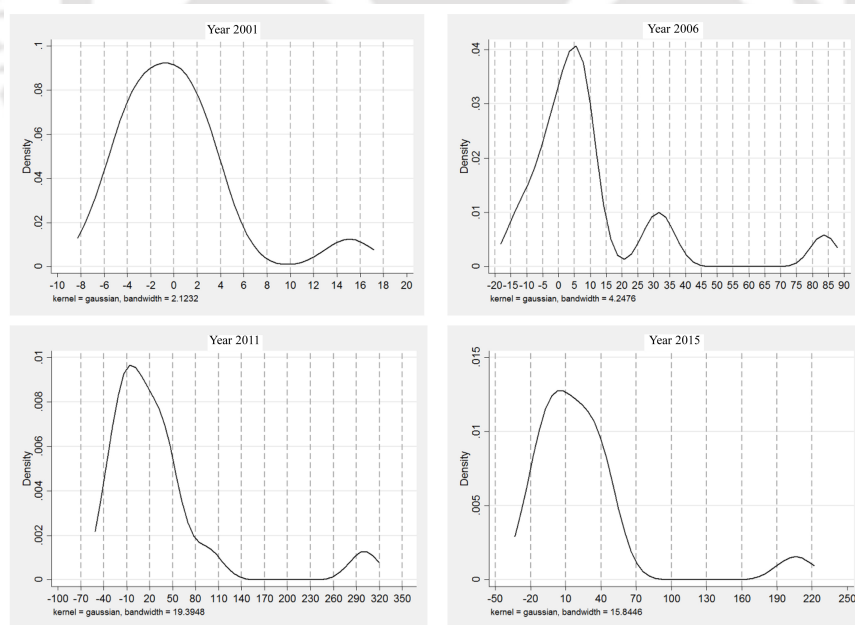 Year 2001
.1
.08
.06
.04
.02
0
Density
-10 -8 -6 -4 -2 0 2 4 6 8 10 12 14 16 18 20
kernel = gaussian, bandwidth = 2.1232
Year 2006
.04
.03
.02
.01
0
Density
-20 -15 -10 -5 0 5 10 15 20 25 30 35 40 45 50 55 60 65 70 75 80 85 90
kernel = gaussian, bandwidth = 4.2476
Year 2011
.01
.008
.006
.004
.002
0
Density
-100 -70 -40 -10 20 50 80 110 140 170 200 230 260 290 320 350
kernel = gaussian, bandwidth = 19.3948
Year 2015
.015
.01
.005
0
Density
-50 -20 10 40 70 100 130 160 190 220 250
kernel = gaussian, bandwidth = 15.8446